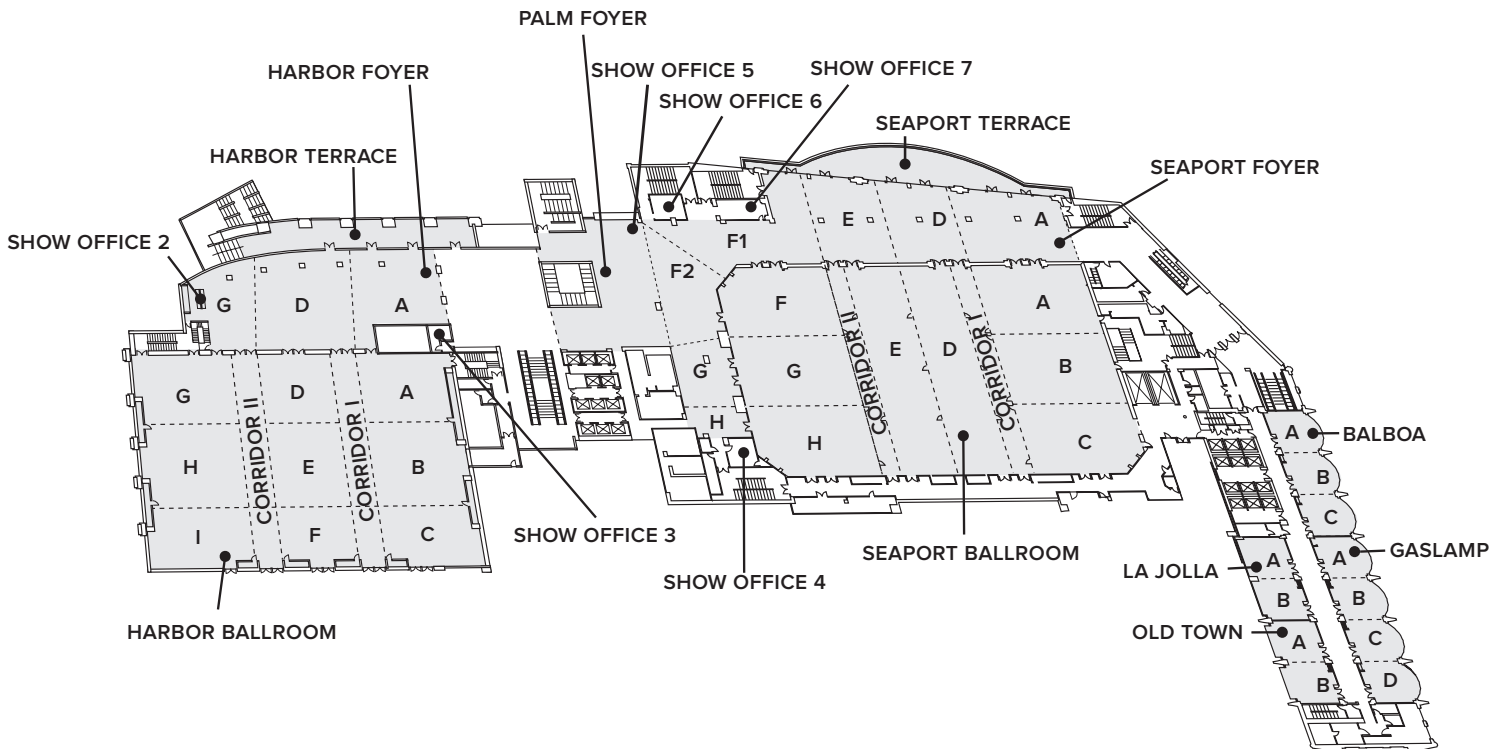 PALM FOYER
HARBOR FOYER
SHOW OFFICE 5
SHOW OFFICE 7
SHOW OFFICE 6
SEAPORT TERRACE
HARBOR TERRACE
SEAPORT FOYER
SHOW OFFICE 2
E
D
A
F1
F2
G
D
A
F
A
G
D
A
CORRIDOR II
CORRIDOR I
E
D
G
G
B
H
H
C
CORRIDOR II
CORRIDOR I
H
E
B
I
F
C
A
BALBOA
B
C
SHOW OFFICE 3
SEAPORT BALLROOM
SHOW OFFICE 4
A
GASLAMP
LA JOLLA
A
B
B
HARBOR BALLROOM
OLD TOWN
A
C
B
D